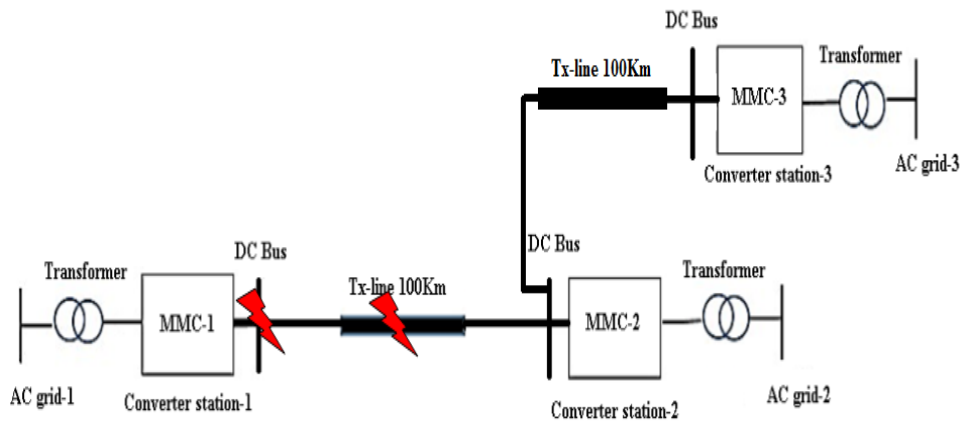 DC Bus
Tx-line 100Km
Transformer
MMC-3
Converter station-3
AC grid-3
DC Bus
DC Bus
Transformer
Tx-line 100Km
Transformer
MMC-1
MMC-2
AC grid-1
Converter station-1
Converter station-2
AC grid-2